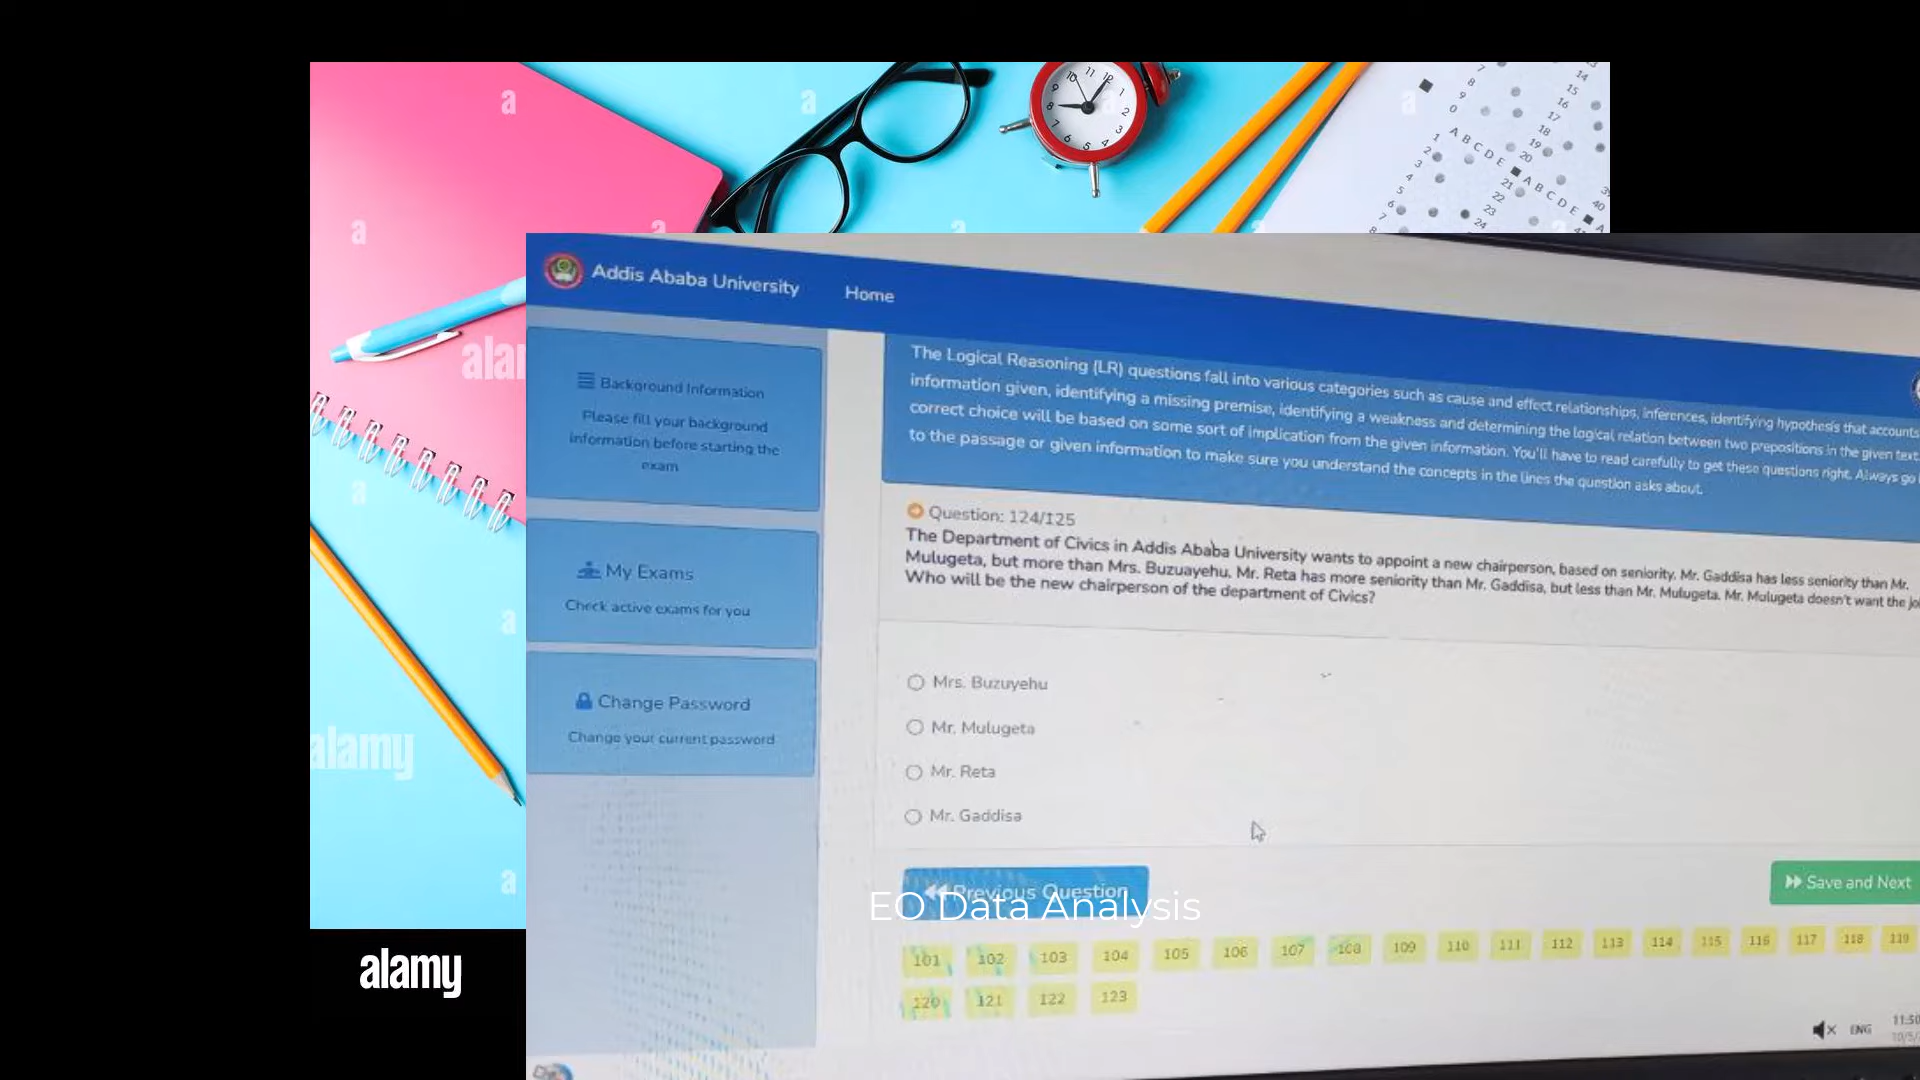 Addis Ababa University
Home
Background Information
Please fill your background
information before starting the
exam
My Exams
Check active exams for you
Change Password
Change your current password
The Logical Reasoning (LR) questions fall into various categories such as cause and effect relationships, inferences, identifying hypothesis that accounts
information given, identifying a missing premise, identifying a weakness and determining the logical relation between two prepositions in the given text.
correct choice will be based on some sort of implication from the given information. You'll have to read carefully to get these questions right. Always go
to the passage or given information to make sure you understand the concepts in the lines the question asks about.
Question: 124/125
The Department of Civics in Addis Ababa University wants to appoint a new chairperson, based on seniority. Mr. Gaddisa has less seniority than Mr.
Mulugeta, but more than Mrs. Buzuayehu. Mr. Reta has more seniority than Mr. Gaddisa, but less than Mr. Mulugeta. Mr. Mulugeta doesn't want the
Who will be the new chairperson of the department of Civics?
Mrs. Buzuyehu
Mr. Mulugeta
Mr. Reta
Mr. Gaddisa
Previous Question
Save and Next
EO Data Analysis
101 102 103 104 105 106 107 108 109 110 111 112 113 114 115 116 117 118 119
120 121 122 123
ENG
11:50
alamy
alamy